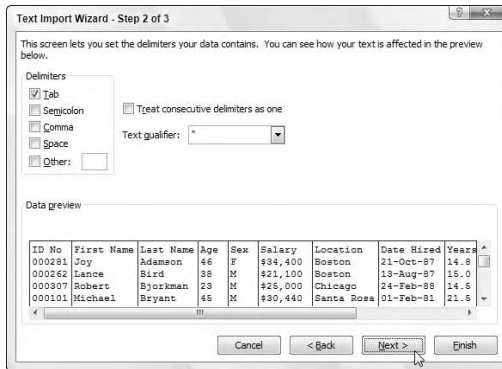 Text Import Wizard - Step 2 of 3
This screen lets you set the delimiters your data contains. You can see how your text is affected in the preview
below.
Delimiters
Tab
Semicolon
Comma
Space
Other:
Treat consecutive delimiters as one
Text qualifier: "
Data preview
ID No First Name Last Name Age Sex Salary Location Date Hired Years
000281 Joy Adamson 46 F $34,400 Boston 21-Oct-87 14.8
000262 Lance Bird 38 M $21,100 Boston 13-Aug-87 15.0
000307 Robert Bjorkman 23 M $25,000 Chicago 24-Feb-88 14.5
000101 Michael Bryant 45 M $30,440 Santa Rosa 01-Feb-81 21.5
Cancel < Back Next > Finish